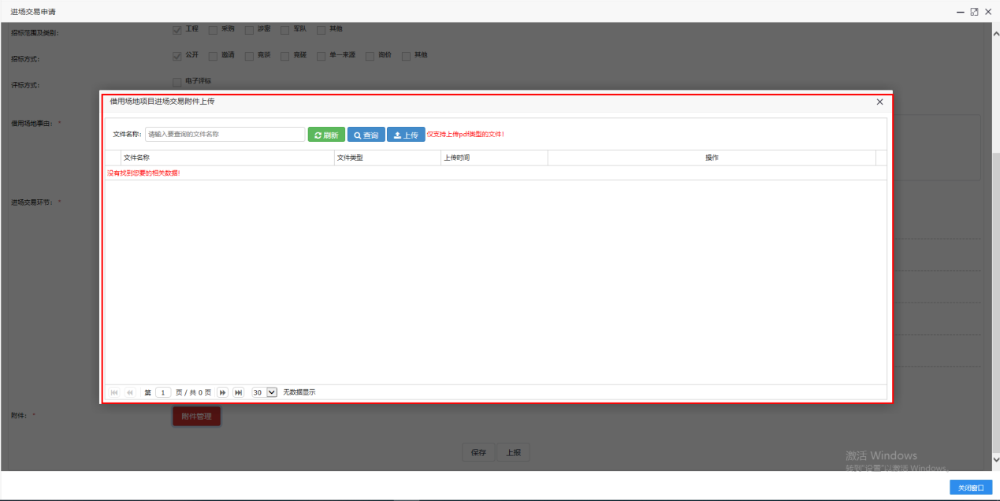 进场交易申请
招标范围及类别:
工程 采购 涉密 军队 其他
招标方式:
公开 邀请 竞谈 竞磋 单一来源 询价 其他
评标方式:
电子评标
借用场地项目进场交易附件上传
借用场地事由: *
文件名称: 请输入要查询的文件名称 刷新 查询 上传 仅支持上传pdf类型的文件!
文件名称 文件类型 上传时间 操作
没有找到您要的相关数据!
进场交易环节: *
第 1 页 / 共 0 页 30 无数据显示
附件: * 附件管理
保存 上报
激活 Windows
转到"设置"以激活 Windows。
关闭窗口